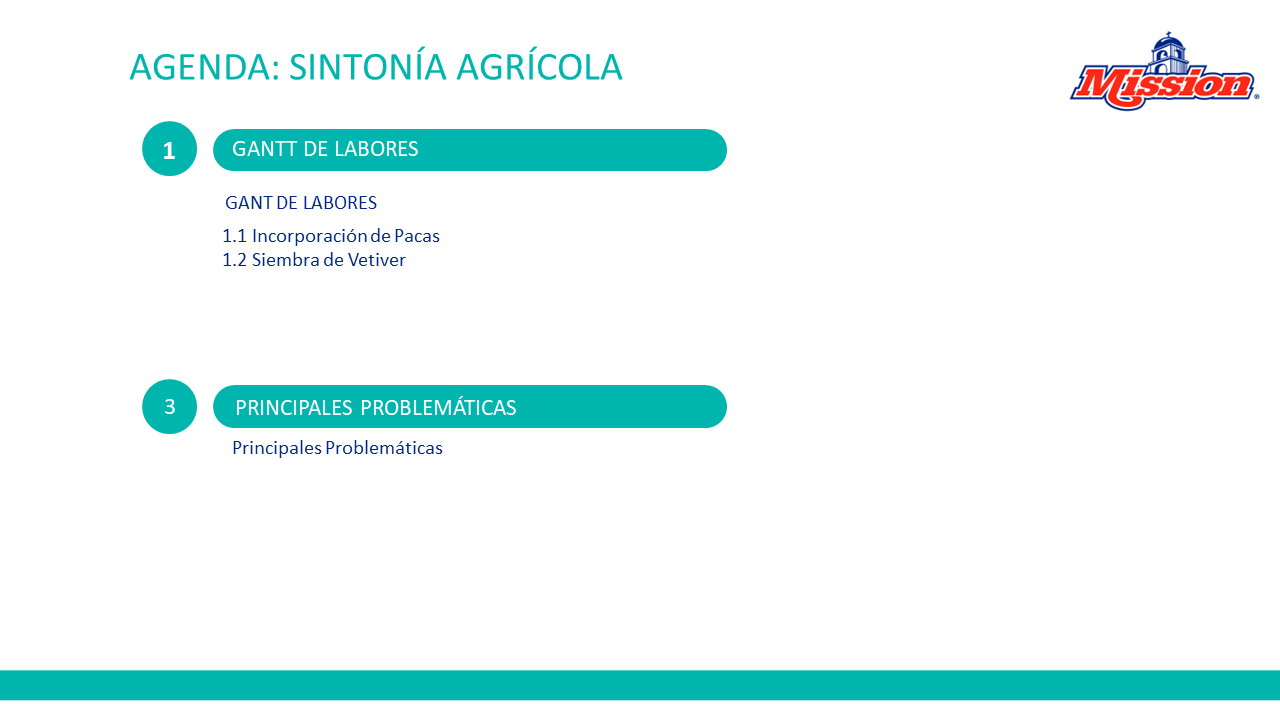 AGENDA: SINTONÍA AGRÍCOLA
Mission®
1
GANTT DE LABORES
GANT DE LABORES
1.1 Incorporación de Pacas
1.2 Siembra de Vetiver
3
PRINCIPALES PROBLEMÁTICAS
Principales Problemáticas